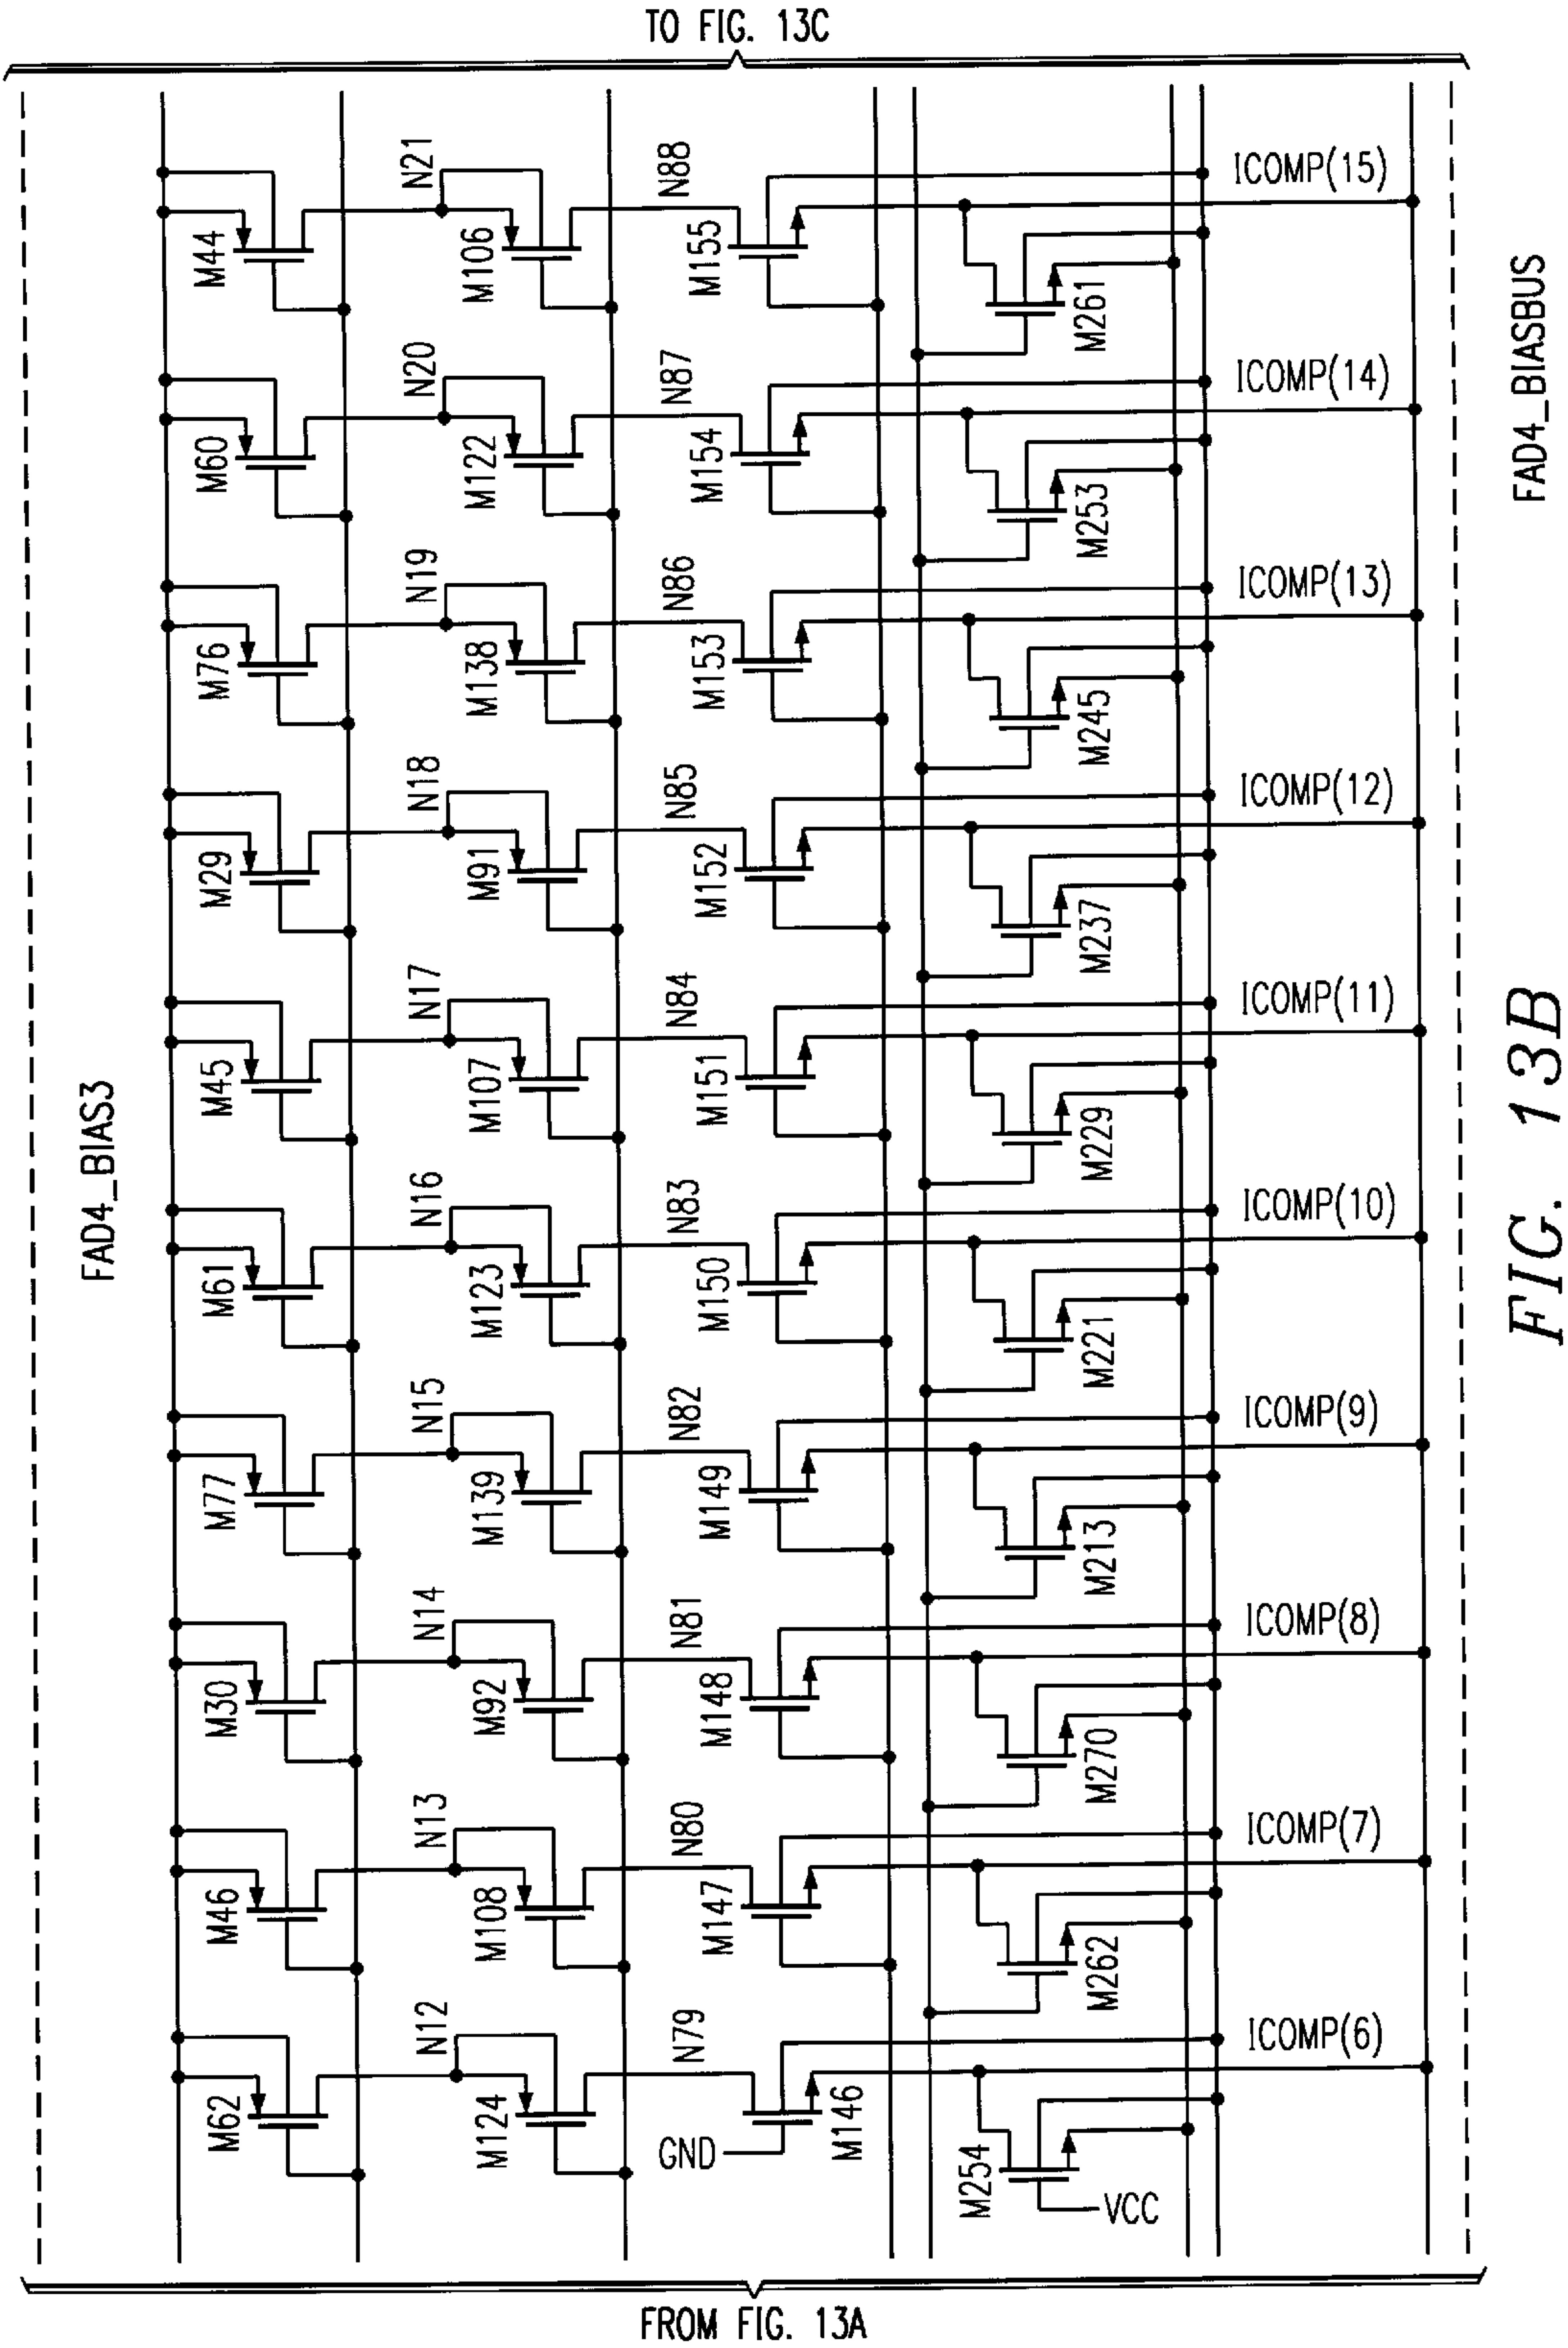 TO FIG. 13C
FAD4_BIAS3
M44
N21
M106
N88
M155
M261
ICOMP(15)
M60
N20
M122
N87
M154
M253
ICOMP(14)
M76
N19
M138
N86
M153
M245
ICOMP(13)
M29
N18
M91
N85
M152
M237
ICOMP(12)
M45
N17
M107
N84
M151
M229
ICOMP(11)
M61
N16
M123
N83
M150
M221
ICOMP(10)
M77
N15
M139
N82
M149
M213
ICOMP(9)
M30
N14
M92
N81
M148
M270
ICOMP(8)
M46
N13
M108
N80
M147
M262
ICOMP(7)
M62
N12
M124
N79
GND
M146
M254
VCC
ICOMP(6)
FAD4_BIASBUS
FROM FIG. 13A
FIG. 13B